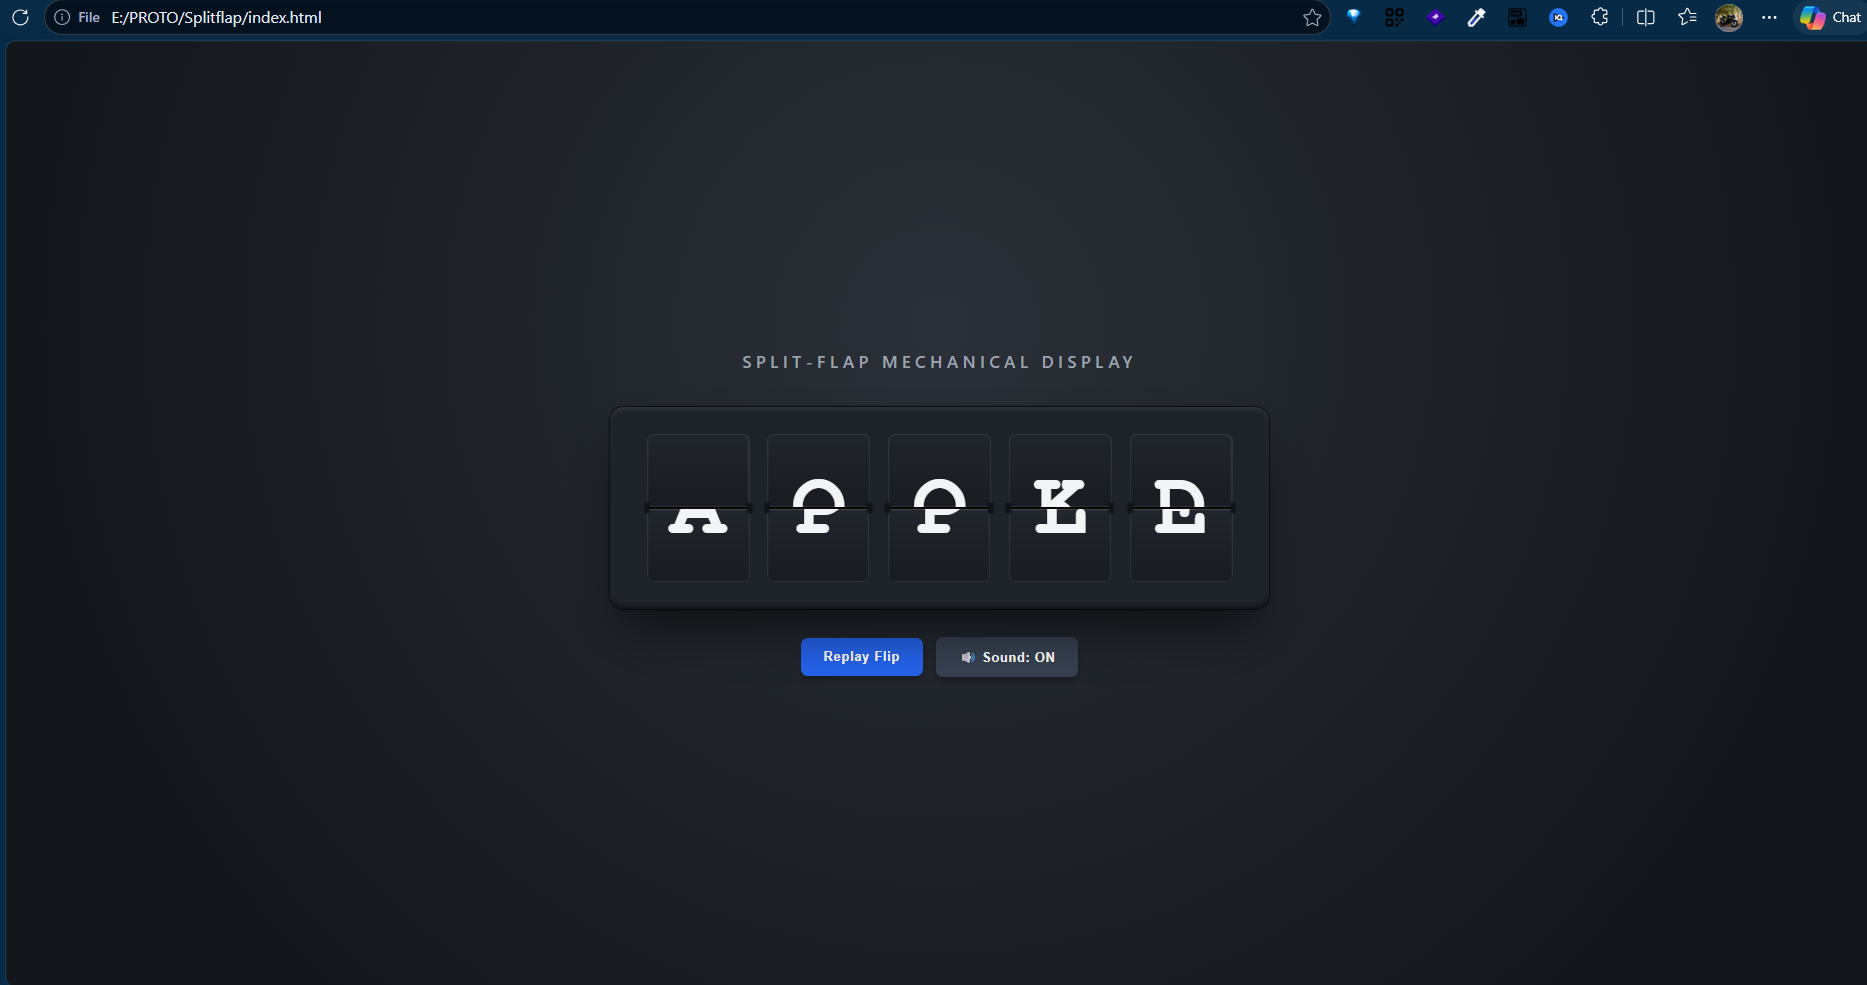 File E:/PROTO/Splitflap/index.html
Chat
SPLIT-FLAP MECHANICAL DISPLAY
Replay Flip
Sound: ON